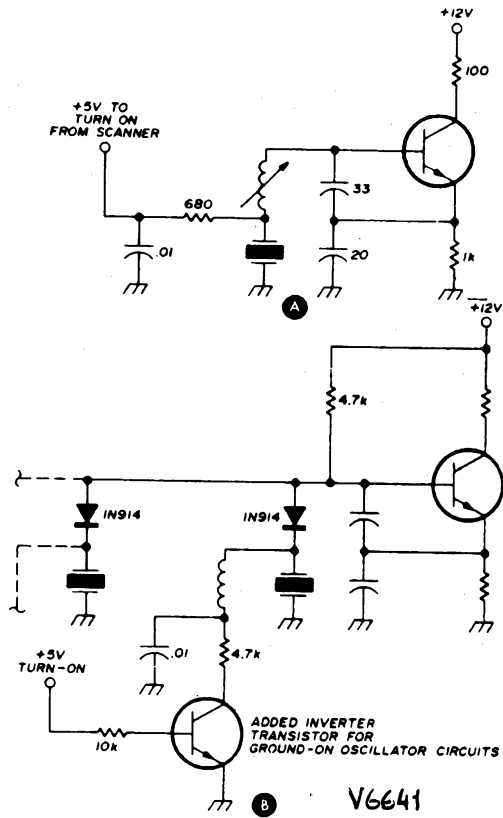 +12V
100
+5V TO
TURN ON
FROM SCANNER
680
33
.01
20
1k
A
+12V
4.7k
1N914
1N914
.01
4.7k
+5V
TURN-ON
10k
ADDED INVERTER
TRANSISTOR FOR
GROUND-ON OSCILLATOR CIRCUITS
B
V6641